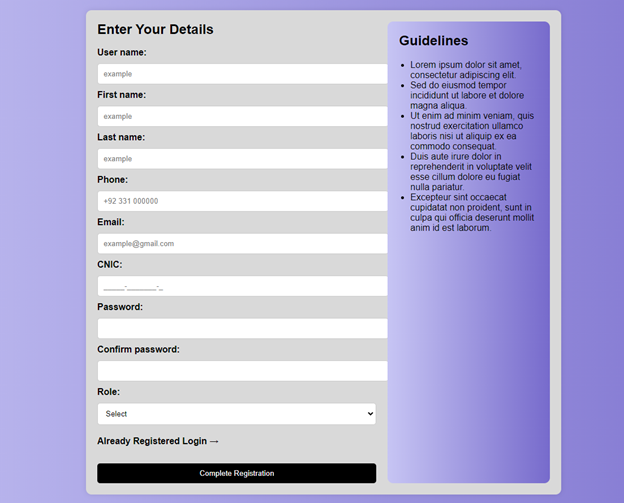 Enter Your Details
User name:
example
First name:
example
Last name:
example
Phone:
+92 331 000000
Email:
example@gmail.com
CNIC:
_____-_______-_
Password:
Confirm password:
Role:
Select
Already Registered Login →
Complete Registration
Guidelines
• Lorem ipsum dolor sit amet,
consectetur adipiscing elit.
• Sed do eiusmod tempor
incididunt ut labore et dolore
magna aliqua.
• Ut enim ad minim veniam, quis
nostrud exercitation ullamco
laboris nisi ut aliquip ex ea
commodo consequat.
• Duis aute irure dolor in
reprehenderit in voluptate velit
esse cillum dolore eu fugiat
nulla pariatur.
• Excepteur sint occaecat
cupidatat non proident, sunt in
culpa qui officia deserunt mollit
anim id est laborum.